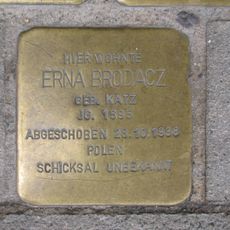 HIER WOHNTE
ERNA BRODACZ
GEB. KATZ
JG. 1895
ABGESCHOBEN 28.10.1938
POLEN
SCHICKSAL UNBEKANNT